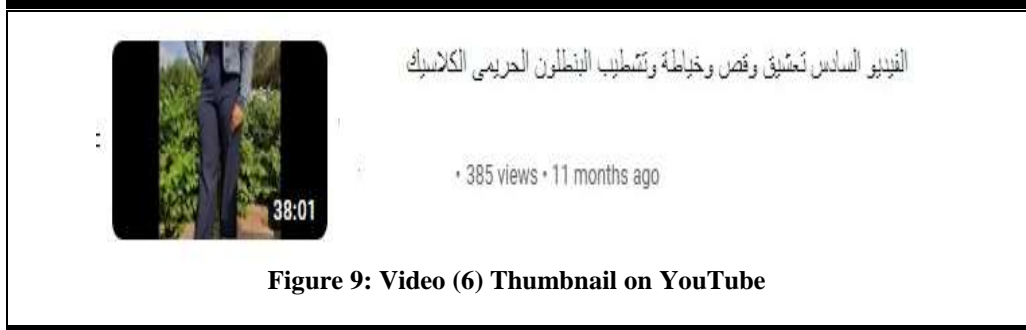 الفيديو السادس تعشيق وقص وخياطة وتشطيب البنطلون الحريمى الكلاسيك
38:01
• 385 views • 11 months ago
Figure 9: Video (6) Thumbnail on YouTube